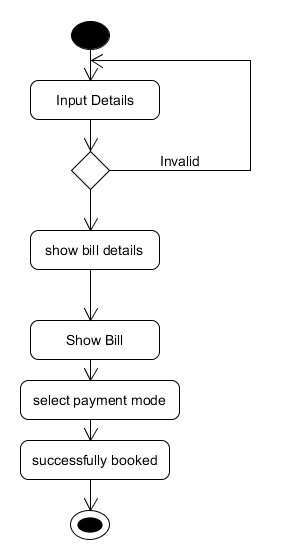 Input Details
Invalid
show bill details
Show Bill
select payment mode
successfully booked